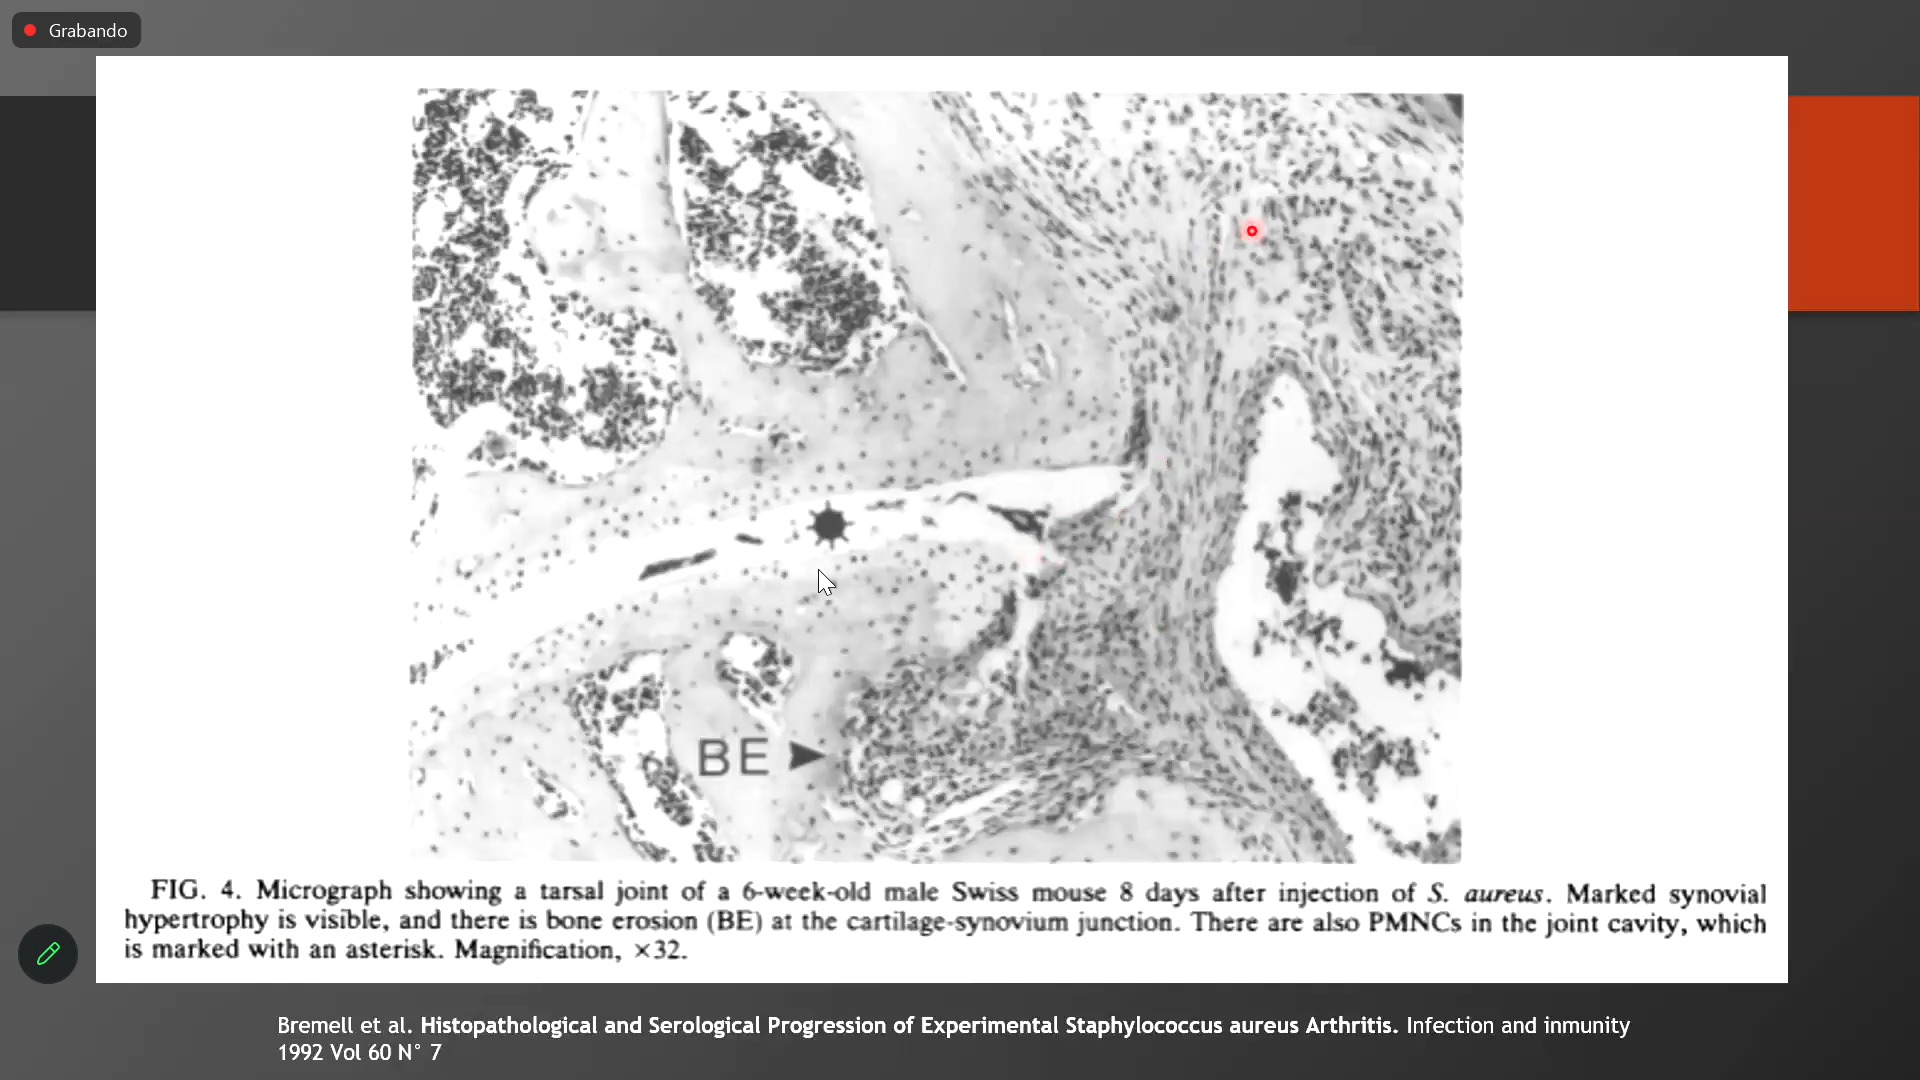 Grabando
BE
FIG. 4. Micrograph showing a tarsal joint of a 6-week-old male Swiss mouse 8 days after injection of S. aureus. Marked synovial
hypertrophy is visible, and there is bone erosion (BE) at the cartilage-synovium junction. There are also PMNCs in the joint cavity, which
is marked with an asterisk. Magnification, ×32.
Bremell et al. Histopathological and Serological Progression of Experimental Staphylococcus aureus Arthritis. Infection and inmunity
1992 Vol 60 N° 7